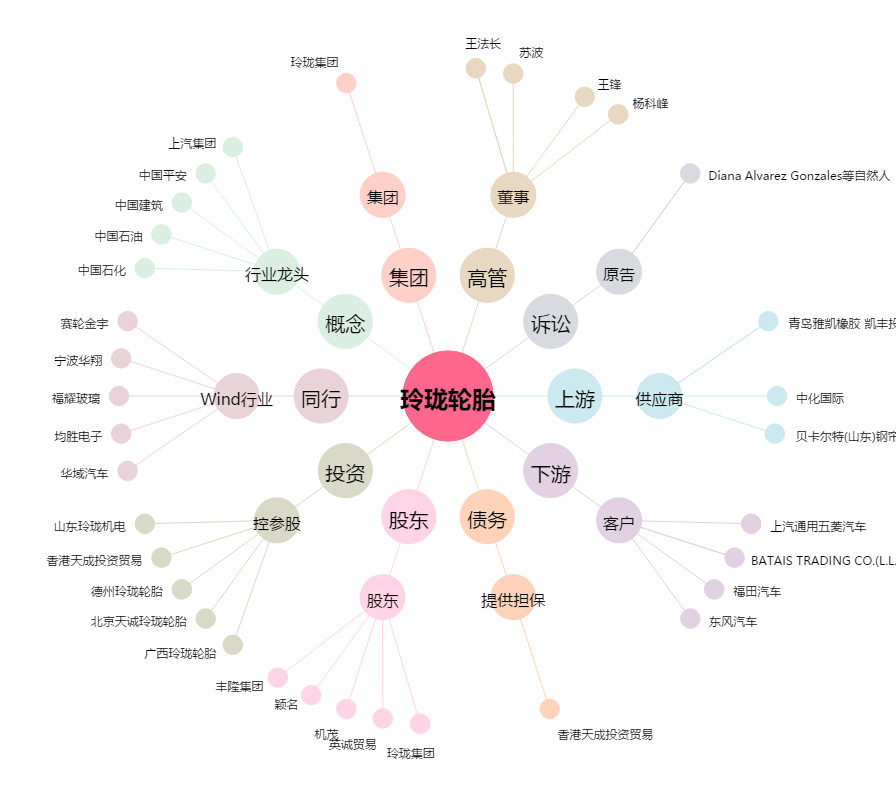 王法长
苏波
玲珑集团
王锋
杨科峰
上汽集团
中国平安
Diana Alvarez Gonzales等自然人
集团
董事
中国建筑
中国石油
中国石化
行业龙头
集团
高管
原告
概念
诉讼
赛轮金宇
青岛雅凯橡胶 凯丰投
宁波华翔
福耀玻璃
Wind行业
同行
玲珑轮胎
上游
供应商
中化国际
均胜电子
贝卡尔特(山东)钢帘
华域汽车
投资
下游
山东玲珑机电
控参股
股东
债务
客户
上汽通用五菱汽车
香港天成投资贸易
BATAIS TRADING CO.(L.L.
德州玲珑轮胎
股东
提供担保
福田汽车
北京天诚玲珑轮胎
东风汽车
广西玲珑轮胎
丰隆集团
颖名
机茂
英诚贸易
玲珑集团
香港天成投资贸易